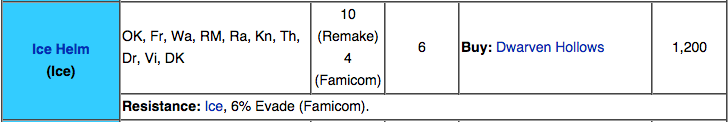 Ice Helm
(Ice)
OK, Fr, Wa, RM, Ra, Kn, Th,
Dr, Vi, DK
10
(Remake)
4
(Famicom)
6
Buy: Dwarven Hollows
1,200
Resistance: Ice, 6% Evade (Famicom).